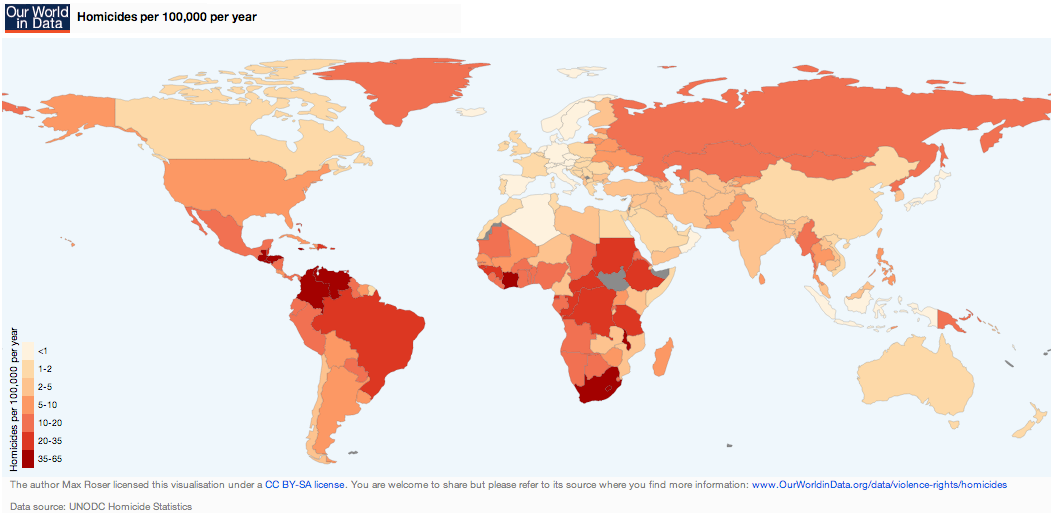 Our World
in Data
Homicides per 100,000 per year
Homicides per 100,000 per year
<1
1-2
2-5
5-10
10-20
20-35
35-65
The author Max Roser licensed this visualisation under a CC BY-SA license. You are welcome to share but please refer to its source where you find more information: www.OurWorldinData.org/data/violence-rights/homicides
Data source: UNODC Homicide Statistics